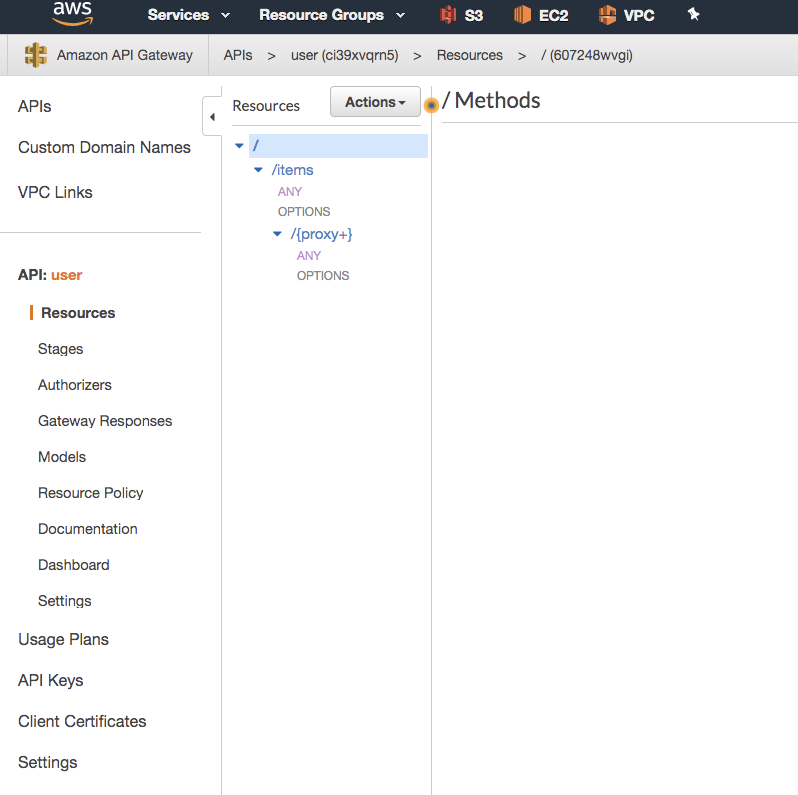 aws Services Resource Groups S3 EC2 VPC
Amazon API Gateway APIs > user (ci39xvqrn5) > Resources > / (607248wvgi)
APIs
Custom Domain Names
VPC Links
API: user
Resources
Stages
Authorizers
Gateway Responses
Models
Resource Policy
Documentation
Dashboard
Settings
Usage Plans
API Keys
Client Certificates
Settings
Resources Actions
/
/items
ANY
OPTIONS
/{proxy+}
ANY
OPTIONS
/ Methods